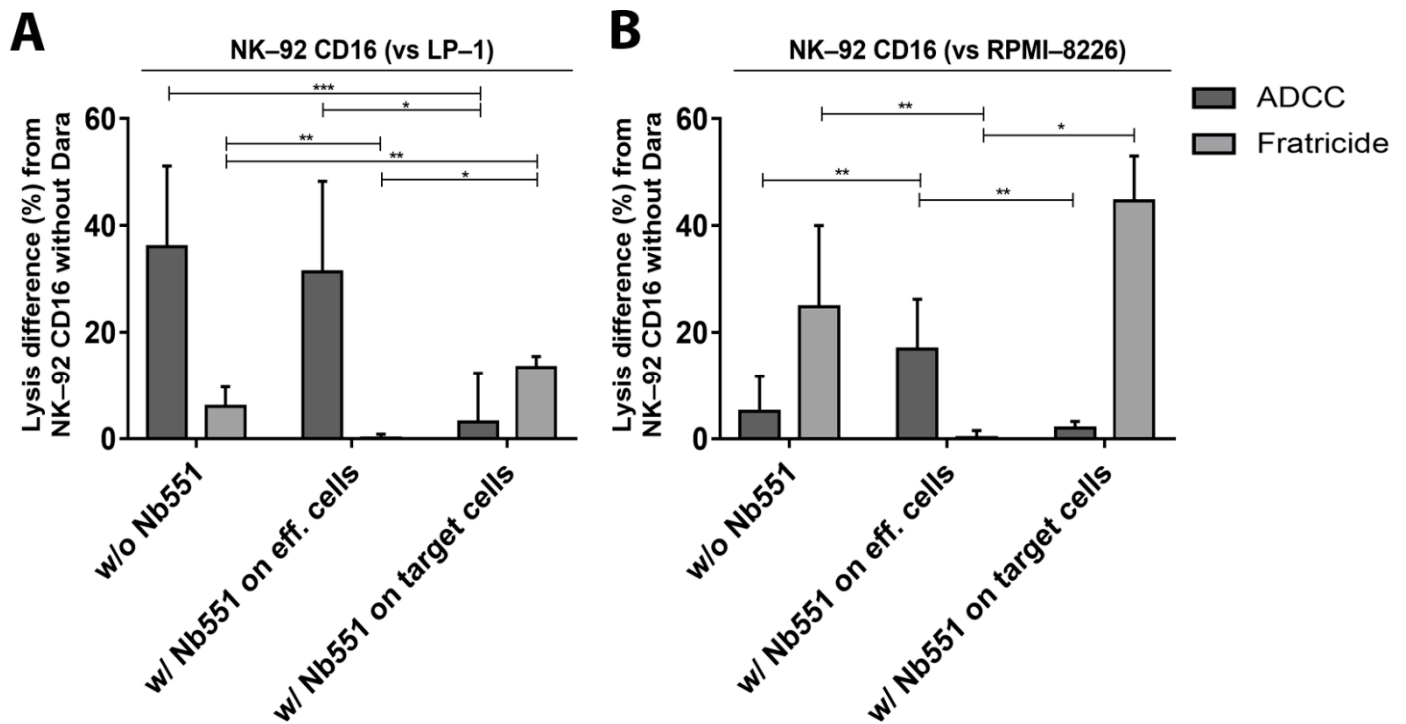 A
NK–92 CD16 (vs LP–1)
***
*
**
**
*
Lysis difference (%) from
NK–92 CD16 without Dara
60
40
20
0
w/o Nb551
w/ Nb551 on eff. cells
w/ Nb551 on target cells
B
NK–92 CD16 (vs RPMI–8226)
**
*
**
**
Lysis difference (%) from
NK–92 CD16 without Dara
60
40
20
0
w/o Nb551
w/ Nb551 on eff. cells
w/ Nb551 on target cells
ADCC
Fratricide